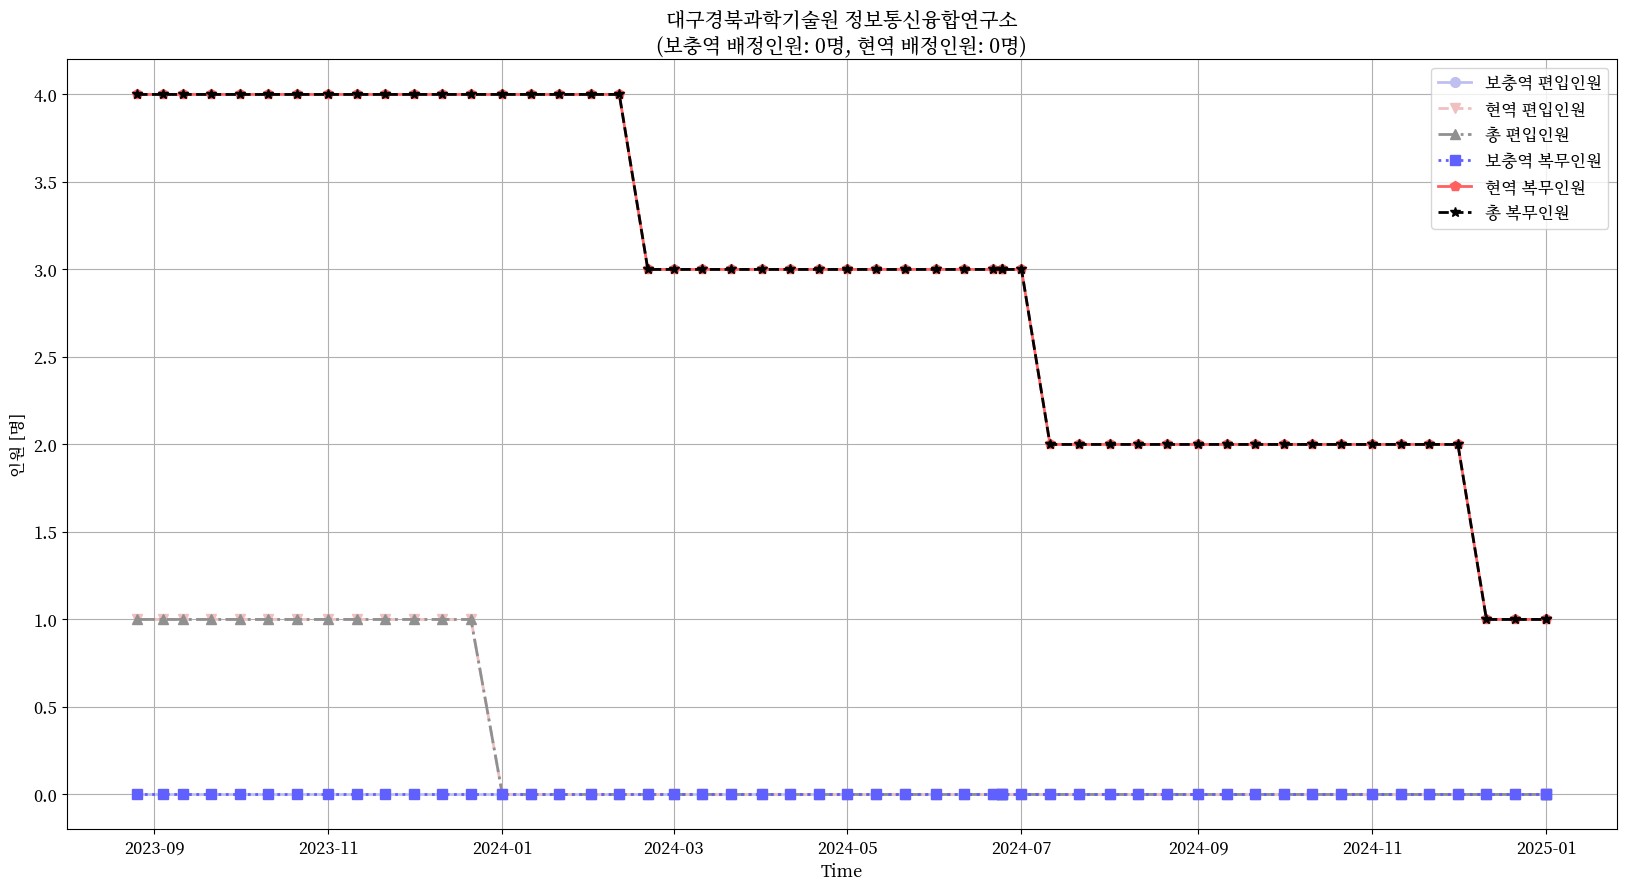 대구경북과학기술원 정보통신융합연구소
(보충역 배정인원: 0명, 현역 배정인원: 0명)
보충역 편입인원
현역 편입인원
총 편입인원
보충역 복무인원
현역 복무인원
총 복무인원
인원 [명]
4.0
3.5
3.0
2.5
2.0
1.5
1.0
0.5
0.0
2023-09
2023-11
2024-01
2024-03
2024-05
2024-07
2024-09
2024-11
2025-01
Time